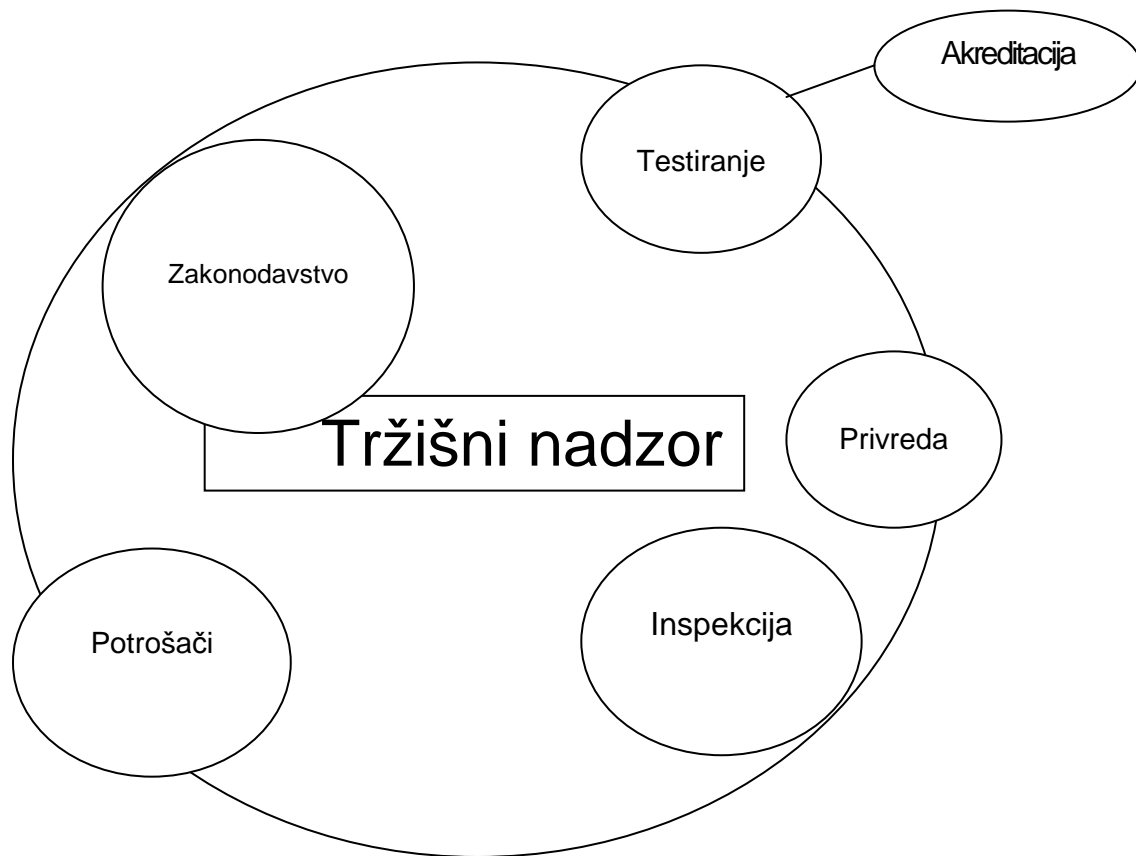 Akreditacija
Testiranje
Zakonodavstvo
Tržišni nadzor
Privreda
Inspekcija
Potrošači